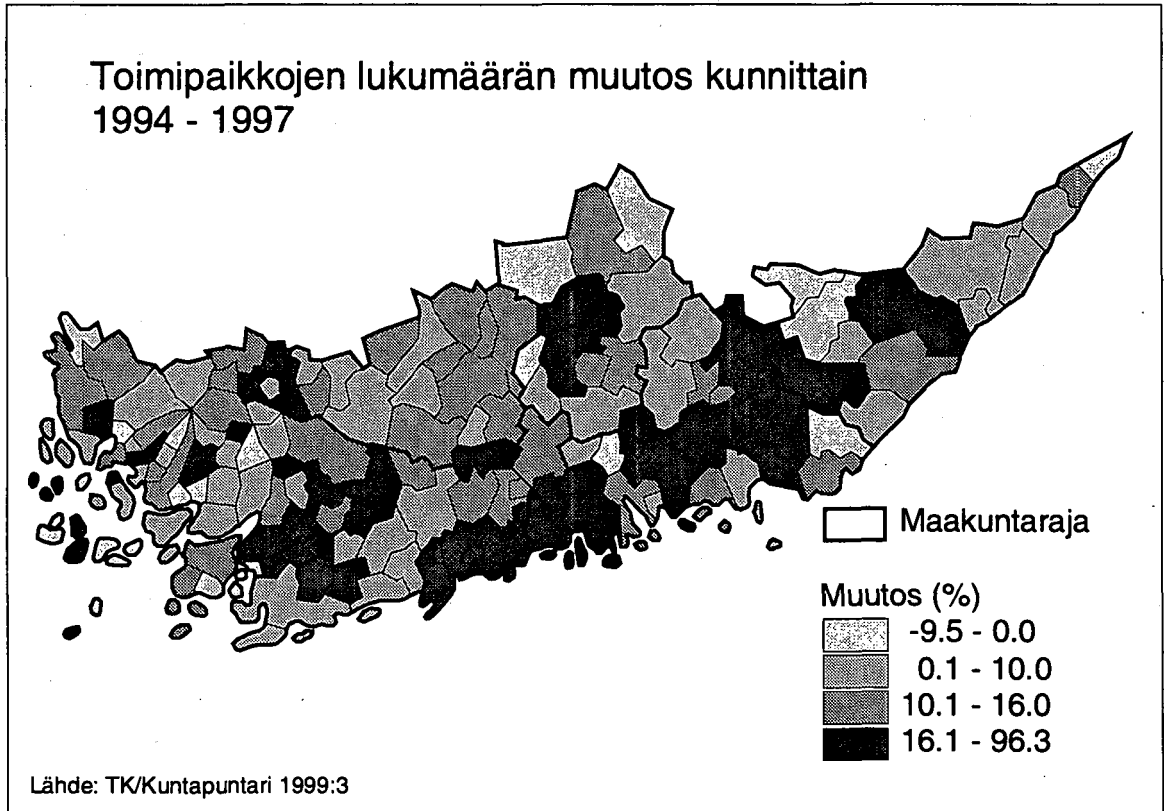 Toimipaikkojen lukumäärän muutos kunnittain
1994 - 1997
Maakuntaraja
Muutos (%)
-9.5 - 0.0
0.1 - 10.0
10.1 - 16.0
16.1 - 96.3
Lähde: TK/Kuntapuntari 1999:3